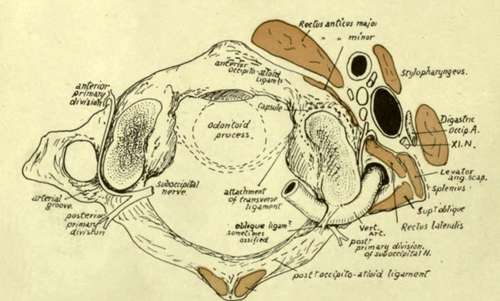 Rectus anticus major
" " minor
anterior
occipito-atloid
ligamt
Stylopharyngeus.
anterior
primary
division
capsule
Digastric
Occip. A.
XI. N.
Odontoid
process.
Levator
ang. scap.
Splenius
suboccipital
nerve
attachment
of transverse
ligament
Supr oblique
arterial
groove.
oblique ligamt
sometimes
ossified
Vert.
Art.
Rectus lateralis
posterior
primary
division
postr
primary division
of suboccipital N.
postr occipito-atloid ligament